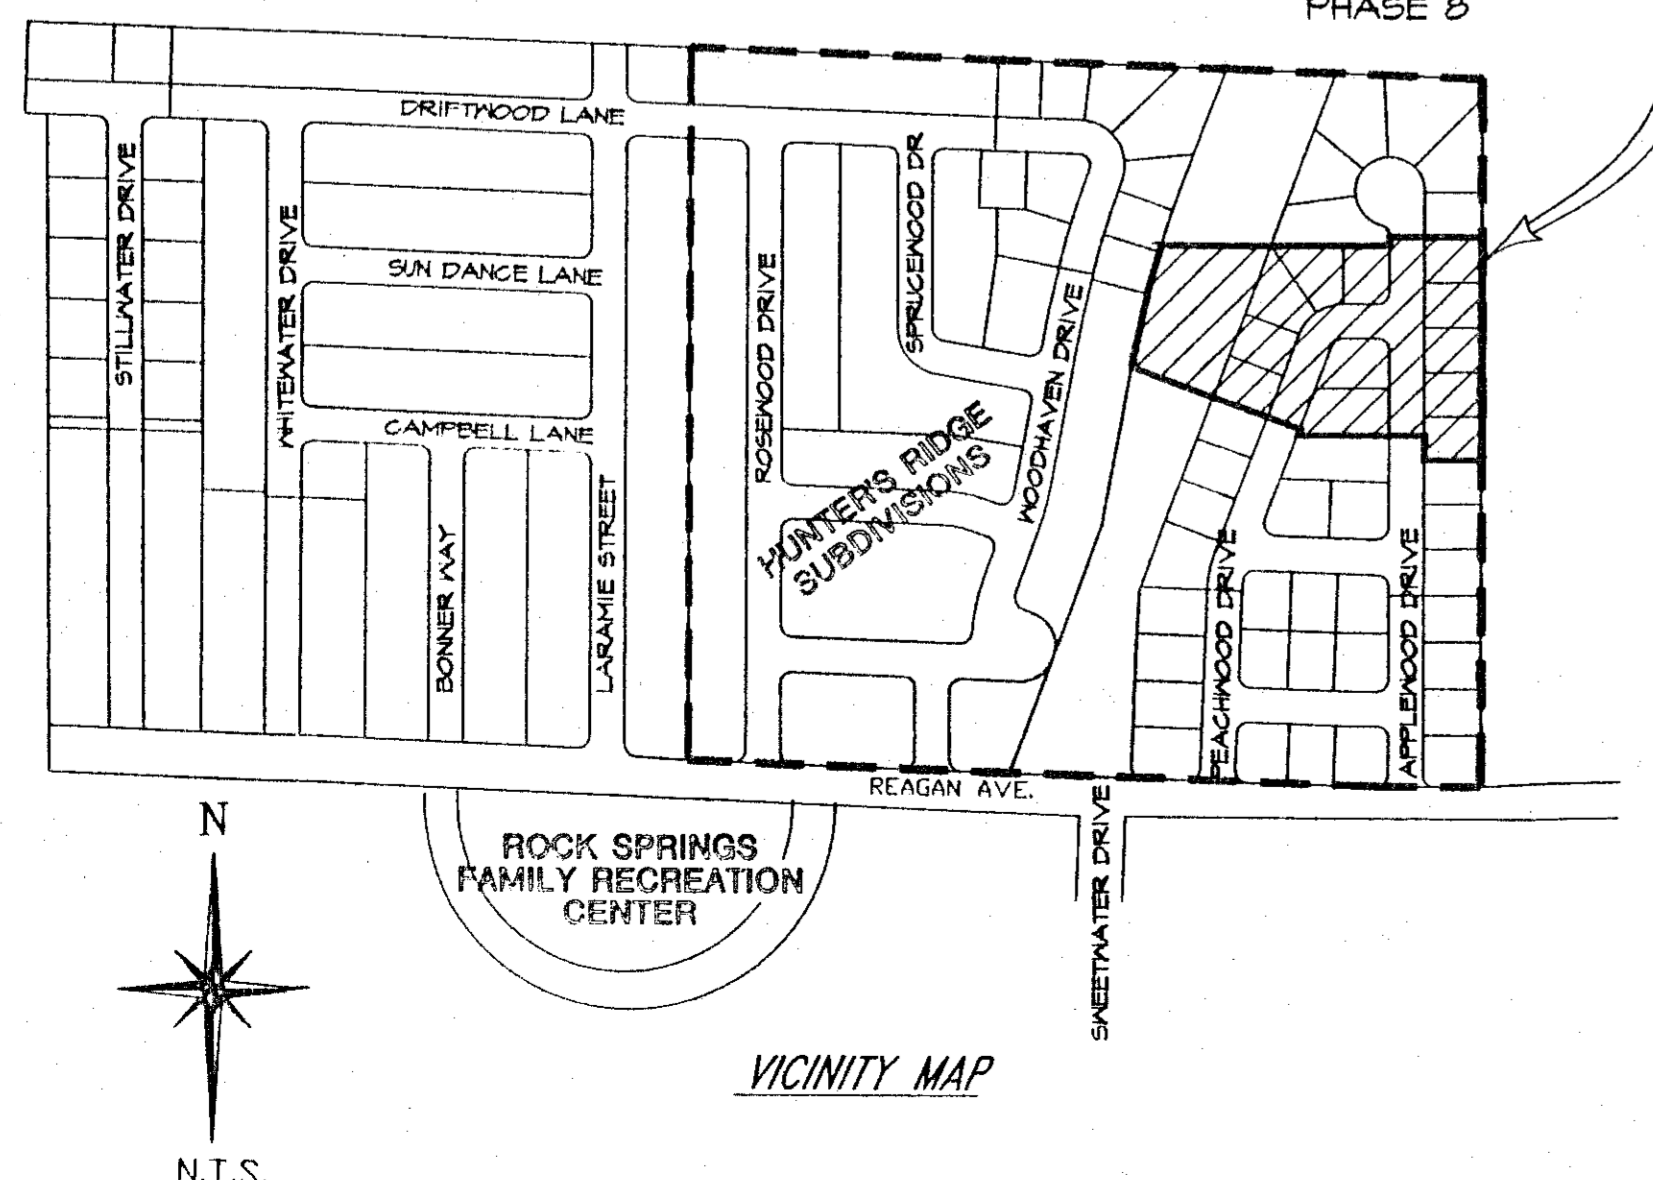 PHASE 8
DRIFTWOOD LANE
STILLWATER DRIVE
WHITEWATER DRIVE
SUN DANCE LANE
CAMPBELL LANE
BONNER WAY
LARAMIE STREET
ROSEWOOD DRIVE
SPRUCEWOOD DR
WOODHAVEN DRIVE
HUNTER'S RIDGE
SUBDIVISIONS
PEACHWOOD DRIVE
APPLEWOOD DRIVE
REAGAN AVE.
SWEETWATER DRIVE
ROCK SPRINGS
FAMILY RECREATION
CENTER
N
N.T.S.
VICINITY MAP